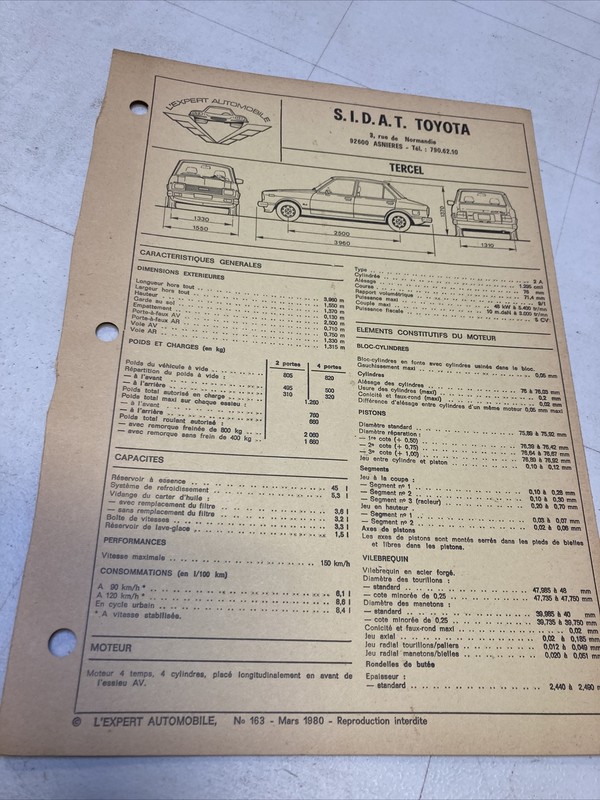 L'EXPERT AUTOMOBILE
S.I.D.A.T. TOYOTA
9, rue de Normandie
92600 ASNIERES - Tél. : 790.62.10
TERCEL
1330
1550
2500
3960
1310
CARACTERISTIQUES GENERALES
DIMENSIONS EXTERIEURES
Longueur hors tout 3,960 m
Largeur hors tout 1,550 m
Hauteur 1,370 m
Garde au sol 0,130 m
Empattement 2,500 m
Porte-à-faux AV 0,710 m
Porte-à-faux AR 0,750 m
Voie AV 1,330 m
Voie AR 1,315 m
POIDS ET CHARGES (en kg)
2 portes 4 portes
Poids du véhicule à vide 805 820
Répartition du poids à vide :
— à l'avant 495 500
— à l'arrière 310 320
Poids total autorisé en charge 1.260
Poids total maxi sur chaque essieu :
— à l'avant 700
— à l'arrière 660
Poids total roulant autorisé :
— avec remorque freinée de 800 kg 2 060
— avec remorque sans frein de 400 kg 1 660
CAPACITES
Réservoir à essence 45 l
Système de refroidissement 5,3 l
Vidange du carter d'huile :
— avec remplacement du filtre 3,6 l
— sans remplacement du filtre 3,2 l
Boîte de vitesses 3,3 l
Réservoir de lave-glace 1,5 l
PERFORMANCES
Vitesse maximale 150 km/h
CONSOMMATIONS (en l/100 km)
A 90 km/h * 6,1 l
A 120 km/h * 8,6 l
En cycle urbain 8,4 l
* A vitesse stabilisée.
MOTEUR
Moteur 4 temps, 4 cylindres, placé longitudinalement en avant de
l'essieu AV.
Type 2 A
Cylindrée 1.295 cm3
Alésage 76 mm
Course 71,4 mm
Rapport volumétrique 9/1
Puissance maxi 48 kW à 5.400 tr/mn
Couple maxi 10 m.daN à 3.600 tr/mn
Puissance fiscale 5 CV
ELEMENTS CONSTITUTIFS DU MOTEUR
BLOC-CYLINDRES
Bloc-cylindres en fonte avec cylindres usinés dans le bloc.
Gauchissement maxi 0,05 mm
Cylindres
Alésage des cylindres 76 à 76,03 mm
Usure des cylindres (maxi) 0,2 mm
Conicité et faux-rond (maxi) 0,02 mm
Différence d'alésage entre cylindres d'un même moteur 0,05 mm maxi
PISTONS
Diamètre standard 75,89 à 75,92 mm
Diamètre réparation :
— 1re cote (+ 0,50) 76,39 à 76,42 mm
— 2e cote (+ 0,75) 76,64 à 76,67 mm
— 3e cote (+ 1,00) 76,89 à 76,92 mm
Jeu entre cylindre et piston 0,10 à 0,12 mm
Segments
Jeu à la coupe :
— Segment nº 1
— Segment nº 2 0,10 à 0,28 mm
— Segment nº 3 (racleur) 0,10 à 0,30 mm
Jeu en hauteur 0,20 à 0,70 mm
— Segment nº 1
— Segment nº 2 0,03 à 0,07 mm
Axes de pistons 0,02 à 0,06 mm
Les axes de pistons sont montés serrés dans les pieds de bielles
et libres dans les pistons.
VILEBREQUIN
Vilebrequin en acier forgé.
Diamètre des tourillons :
— standard 47,985 à 48 mm
— cote minorée de 0,25 47,735 à 47,750 mm
Diamètre des manetons :
— standard 39,985 à 40 mm
— cote minorée de 0,25 39,735 à 39,750 mm
Conicité et faux-rond maxi 0,02 mm
Jeu axial 0,02 à 0,185 mm
Jeu radial tourillons/paliers 0,012 à 0,049 mm
Jeu radial manetons/bielles 0,020 à 0,051 mm
Rondelles de butée
Epaisseur :
— standard 2,440 à 2,490 m
© L'EXPERT AUTOMOBILE, No 163 - Mars 1980 - Reproduction interdite